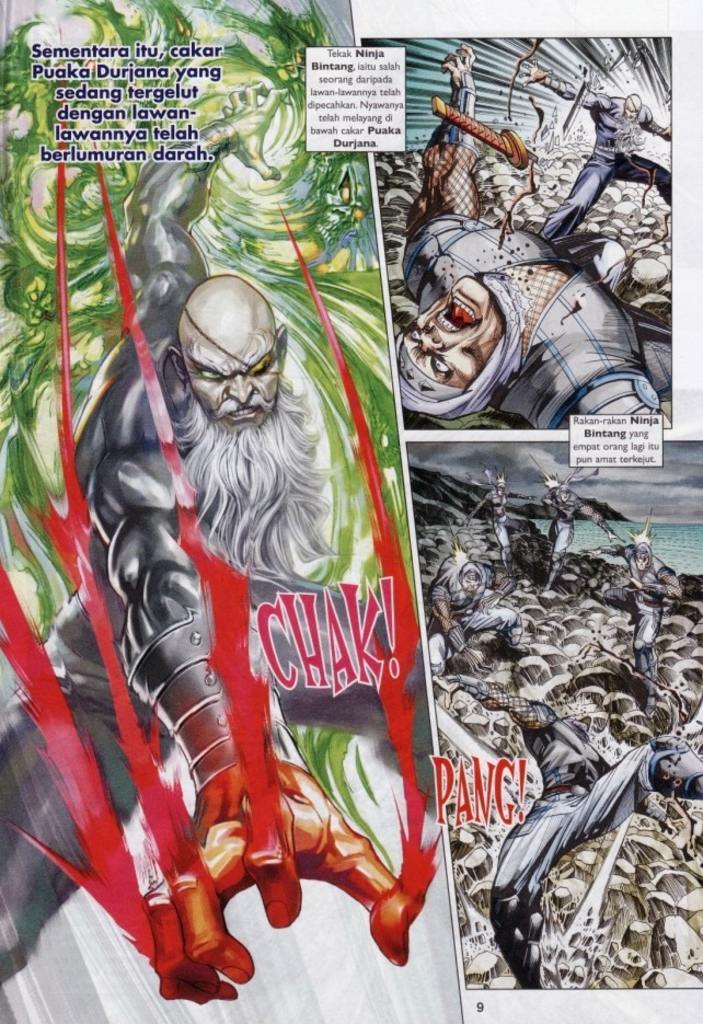 Sementara itu, cakar
Puaka Durjana yang
sedang tergelut
dengan lawan-
lawannya telah
berlumuran darah.
Tekak Ninja
Bintang, iaitu salah
seorang daripada
lawan-lawannya telah
dipecahkan. Nyawanya
telah melayang di
bawah cakar Puaka
Durjana.
Rakan-rakan Ninja
Bintang yang
empat orang lagi itu
pun amat terkejut.
CHAK!
PANG!
9